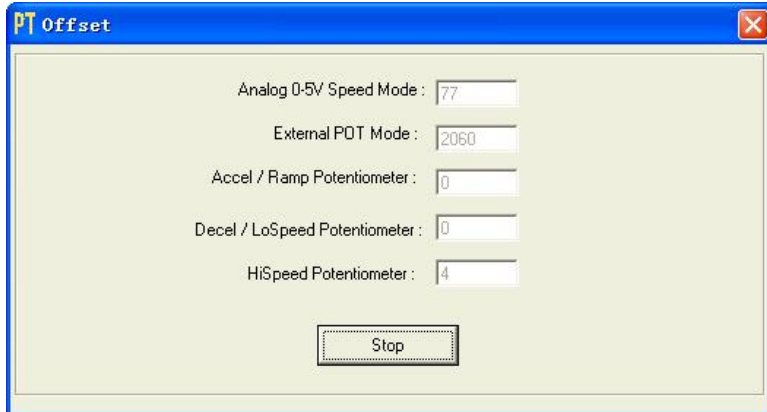 PT Offset
Analog 0-5V Speed Mode : 77
External POT Mode : 2060
Accel / Ramp Potentiometer : 0
Decel / LoSpeed Potentiometer : 0
HiSpeed Potentiometer : 4
Stop